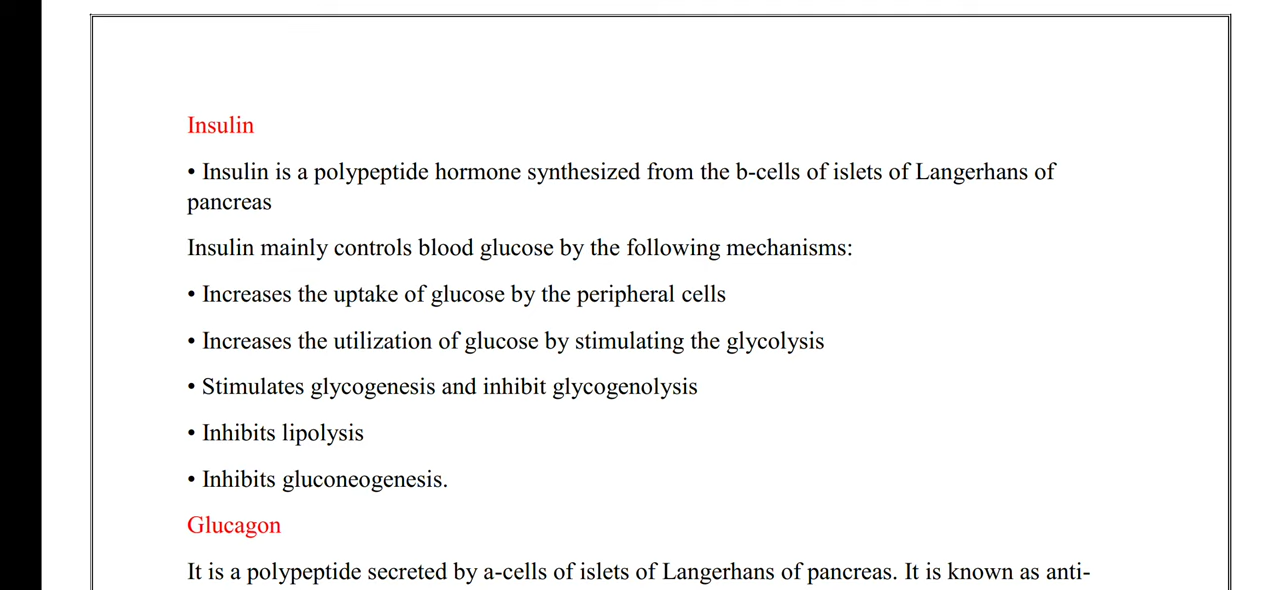 Insulin
• Insulin is a polypeptide hormone synthesized from the b-cells of islets of Langerhans of
pancreas
Insulin mainly controls blood glucose by the following mechanisms:
• Increases the uptake of glucose by the peripheral cells
• Increases the utilization of glucose by stimulating the glycolysis
• Stimulates glycogenesis and inhibit glycogenolysis
• Inhibits lipolysis
• Inhibits gluconeogenesis.
Glucagon
It is a polypeptide secreted by a-cells of islets of Langerhans of pancreas. It is known as anti-